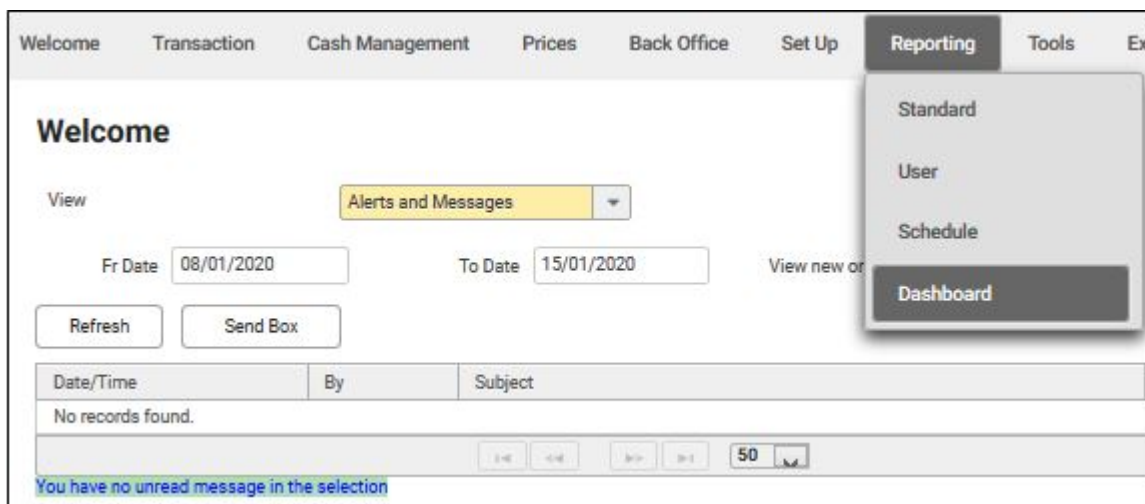 Welcome Transaction Cash Management Prices Back Office Set Up Reporting Tools Ex
Standard
Welcome
User
View Alerts and Messages
Schedule
Fr Date 08/01/2020 To Date 15/01/2020 View new or
Dashboard
Refresh Send Box
Date/Time By Subject
No records found.
50
You have no unread message in the selection